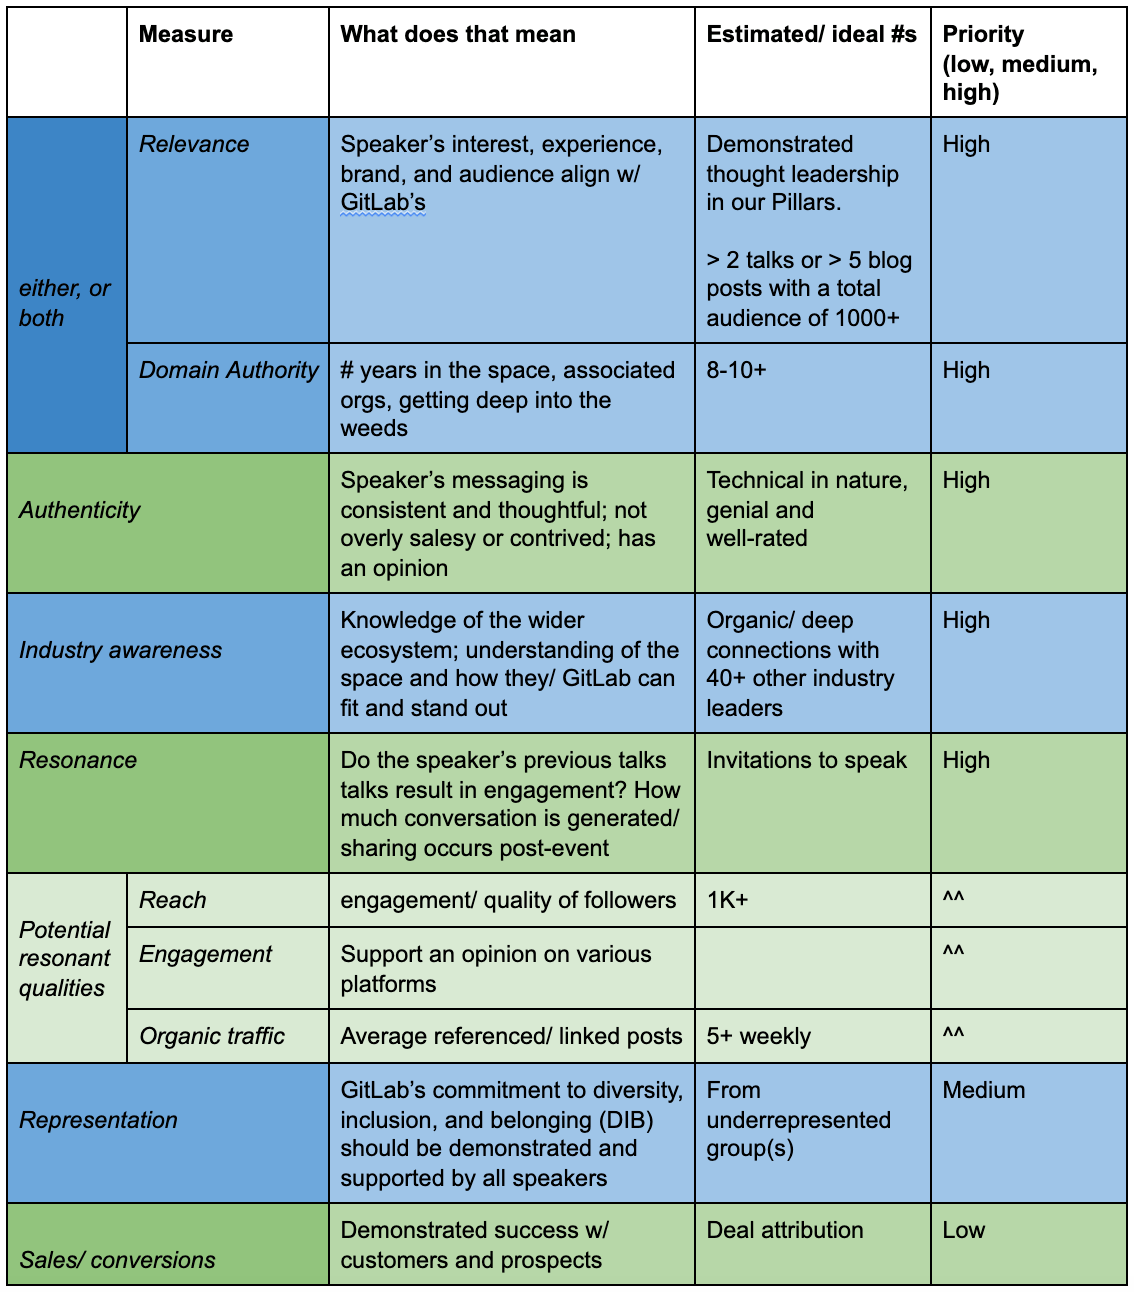 Measure
What does that mean
Estimated/ ideal #s
Priority
(low, medium,
high)
either, or
both
Relevance
Speaker’s interest, experience,
brand, and audience align w/
GitLab’s
Demonstrated
thought leadership
in our Pillars.
> 2 talks or > 5 blog
posts with a total
audience of 1000+
High
Domain Authority
# years in the space, associated
orgs, getting deep into the
weeds
8-10+
High
Authenticity
Speaker’s messaging is
consistent and thoughtful; not
overly salesy or contrived; has
an opinion
Technical in nature,
genial and
well-rated
High
Industry awareness
Knowledge of the wider
ecosystem; understanding of the
space and how they/ GitLab can
fit and stand out
Organic/ deep
connections with
40+ other industry
leaders
High
Resonance
Do the speaker’s previous talks
talks result in engagement? How
much conversation is generated/
sharing occurs post-event
Invitations to speak
High
Potential
resonant
qualities
Reach
engagement/ quality of followers
1K+
^^
Engagement
Support an opinion on various
platforms
^^
Organic traffic
Average referenced/ linked posts
5+ weekly
^^
Representation
GitLab’s commitment to diversity,
inclusion, and belonging (DIB)
should be demonstrated and
supported by all speakers
From
underrepresented
group(s)
Medium
Sales/ conversions
Demonstrated success w/
customers and prospects
Deal attribution
Low